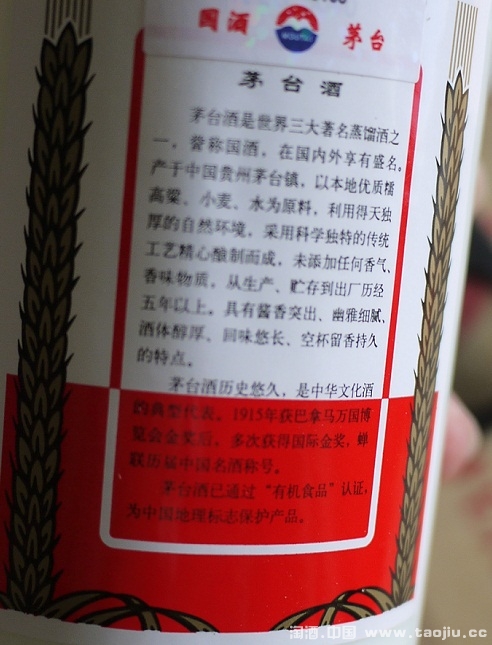 国酒 茅台
茅台酒
茅台酒是世界三大著名蒸馏酒之
一，誉称国酒，在国内外享有盛名。
产于中国贵州茅台镇，以本地优质糯
高粱、小麦、水为原料，利用得天独
厚的自然环境，采用科学独特的传统
工艺精心酿制而成，未添加任何香气、
香味物质，从生产、贮存到出厂历经
五年以上。具有酱香突出、幽雅细腻、
酒体醇厚、回味悠长、空杯留香持久
的特点。
茅台酒历史悠久，是中华文化酒
的典型代表，1915年获巴拿马万国博
览会金奖后，多次获得国际金奖，蝉
联历届中国名酒称号。
茅台酒已通过“有机食品”认证，
为中国地理标志保护产品。
淘酒.中国 www.taojiu.cc